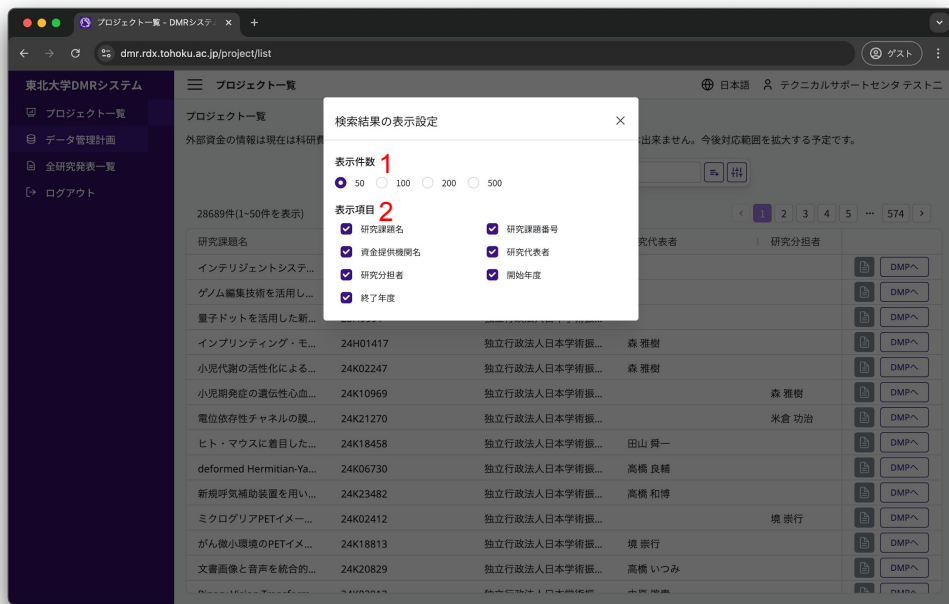 プロジェクト一覧 - DMRシステ
dmr.rdx.tohoku.ac.jp/project/list
ゲスト
東北大学DMRシステム
プロジェクト一覧
日本語
テクニカルサポートセンタ テスト二
プロジェクト一覧
データ管理計画
全研究発表一覧
ログアウト
プロジェクト一覧
外部資金の情報は現在は科研費
出来ません。今後対応範囲を拡大する予定です。
検索結果の表示設定
表示件数 1
50 100 200 500
表示項目 2
研究課題名 研究課題番号
資金提供機関名 研究代表者
研究分担者 開始年度
終了年度
28689件(1~50件を表示)
1 2 3 4 5 ••• 574
研究課題名 究代表者 研究分担者
インテリジェントシステ... DMPへ
ゲノム編集技術を活用し... DMPへ
量子ドットを活用した新... DMPへ
インプリンティング・モ... 24H01417 独立行政法人日本学術振... 森 雅樹 DMPへ
小児代謝の活性化による... 24K02247 独立行政法人日本学術振... 森 雅樹 DMPへ
小児期発症の遺伝性心血... 24K10969 独立行政法人日本学術振... 森 雅樹 DMPへ
電位依存性チャネルの膜... 24K21270 独立行政法人日本学術振... 米倉 功治 DMPへ
ヒト・マウスに着目した... 24K18458 独立行政法人日本学術振... 田山 舜一 DMPへ
deformed Hermitian-Ya... 24K06730 独立行政法人日本学術振... 高橋 良輔 DMPへ
新規呼気補助装置を用い... 24K23482 独立行政法人日本学術振... 高橋 和博 DMPへ
ミクログリアPETイメー... 24K02412 独立行政法人日本学術振... 境 崇行 DMPへ
がん微小環境のPETイメ... 24K18813 独立行政法人日本学術振... 境 崇行 DMPへ
文書画像と音声を統合的... 24K20829 独立行政法人日本学術振... 高橋 いつみ DMPへ